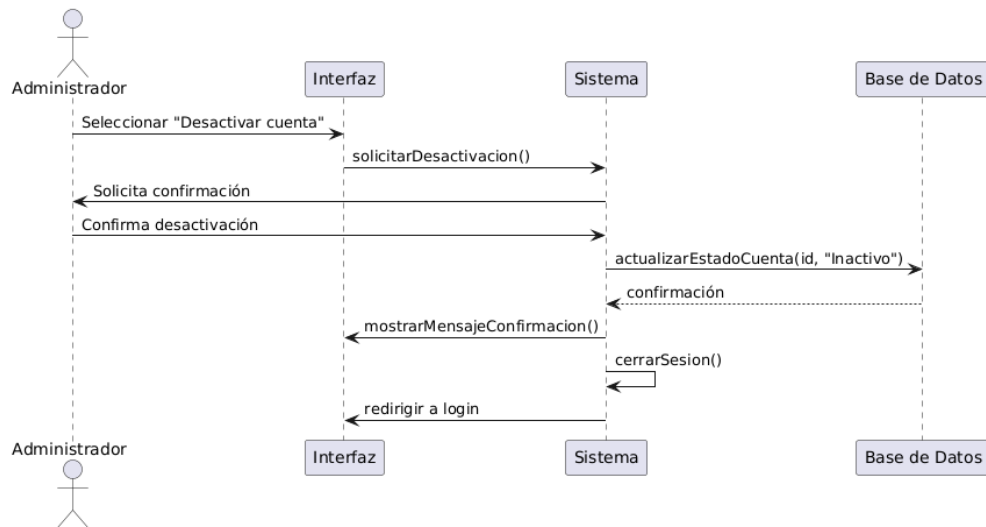 Administrador
Interfaz
Sistema
Base de Datos
Seleccionar "Desactivar cuenta"
solicitarDesactivacion()
Solicita confirmación
Confirma desactivación
actualizarEstadoCuenta(id, "Inactivo")
confirmación
mostrarMensajeConfirmacion()
cerrarSesion()
redirigir a login
Administrador
Interfaz
Sistema
Base de Datos